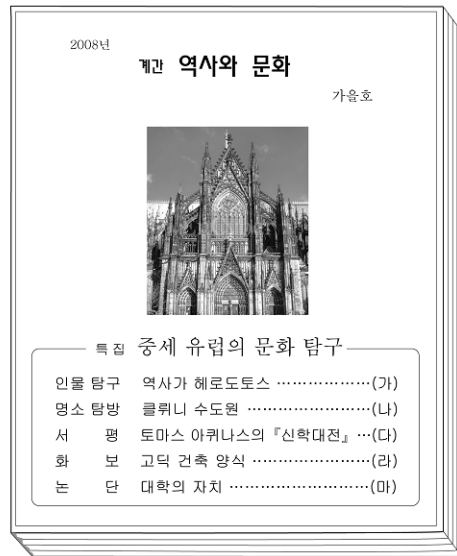 2008년
계간 역사와 문화
가을호
특집 중세 유럽의 문화 탐구
인물 탐구 역사가 헤로도토스 ………………(가)
명소 탐방 클뤼니 수도원 ……………………(나)
서 평 토마스 아퀴나스의 『신학대전』 …(다)
화 보 고딕 건축 양식 ……………………(라)
논 단 대학의 자치 ………………………(마)